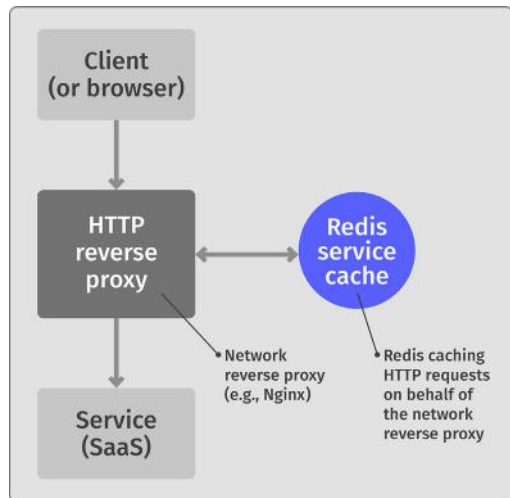 Client
(or browser)
HTTP
reverse
proxy
Redis
service
cache
Network
reverse proxy
(e.g., Nginx)
Redis caching
HTTP requests
on behalf of
the network
reverse proxy
Service
(SaaS)